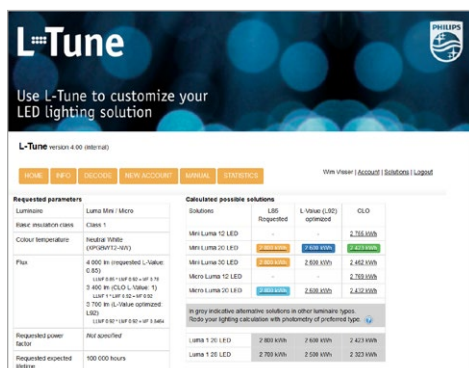 L-Tune
PHILIPS
Use L-Tune to customize your
LED lighting solution
L-Tune version 4.00 (internal)
HOME
INFO
DECODE
NEW ACCOUNT
MANUAL
STATISTICS
Wim Visser | Account | Solutions | Logout
Requested parameters
Luminaire Luma Mini / Micro
Basic insulation class Class 1
Colour temperature Neutral White
Flux 4 000 lm (requested L-Value:
0.85)
3 400 lm (CLO L-Value: 1)
3 700 lm (L-Value optimized:
L92)
Requested power Not specified
factor
Requested expected 100 000 hours
lifetime
Calculated possible solutions
Solutions L85 L-Value (L92) CLO
Requested optimized
Mini Luma 12 LED - -
Mini Luma 20 LED 2 800 kWh 2 600 kWh 2 423 kWh
Mini Luma 30 LED 2 800 kWh 2 600 kWh 2 462 kWh
Micro Luma 12 LED - -
Micro Luma 20 LED 2 800 kWh 2 600 kWh 2 432 kWh
In grey indicative alternative solutions in other luminaire types.
Redo your lighting calculation with photometry of preferred type.
Luma 1 20 LED 2 800 kWh 2 600 kWh 2 423 kWh
Luma 1 28 LED 2 700 kWh 2 500 kWh 2 323 kWh